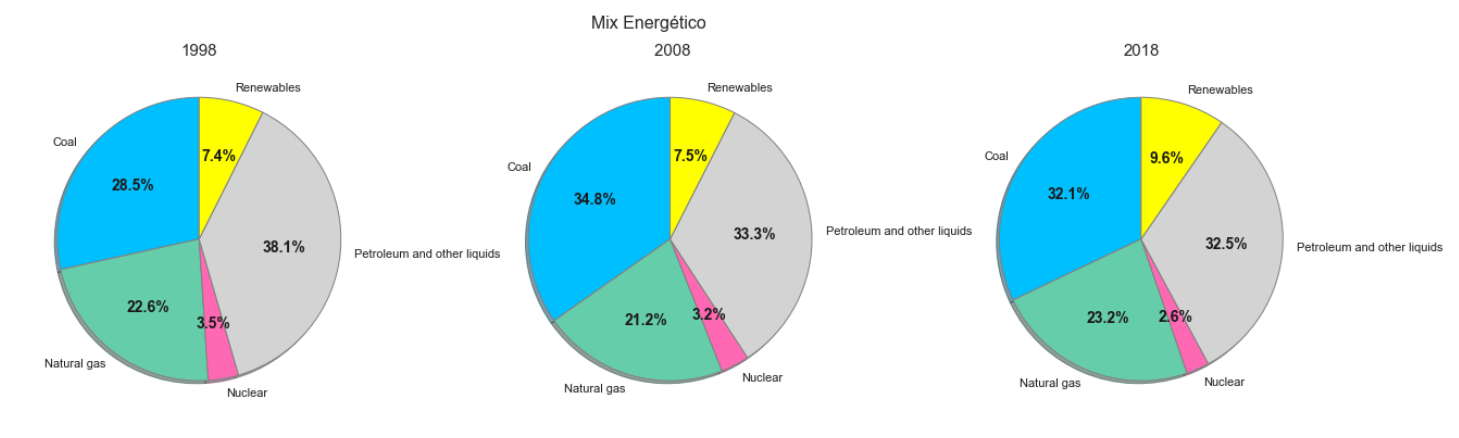 Mix Energético
1998
Renewables
Coal
7.4%
28.5%
38.1%
Petroleum and other liquids
22.6%
3.5%
Natural gas
Nuclear
2008
Renewables
Coal
7.5%
34.8%
33.3%
Petroleum and other liquids
21.2%
3.2%
Natural gas
Nuclear
2018
Renewables
Coal
9.6%
32.1%
32.5%
Petroleum and other liquids
23.2%
2.6%
Natural gas
Nuclear